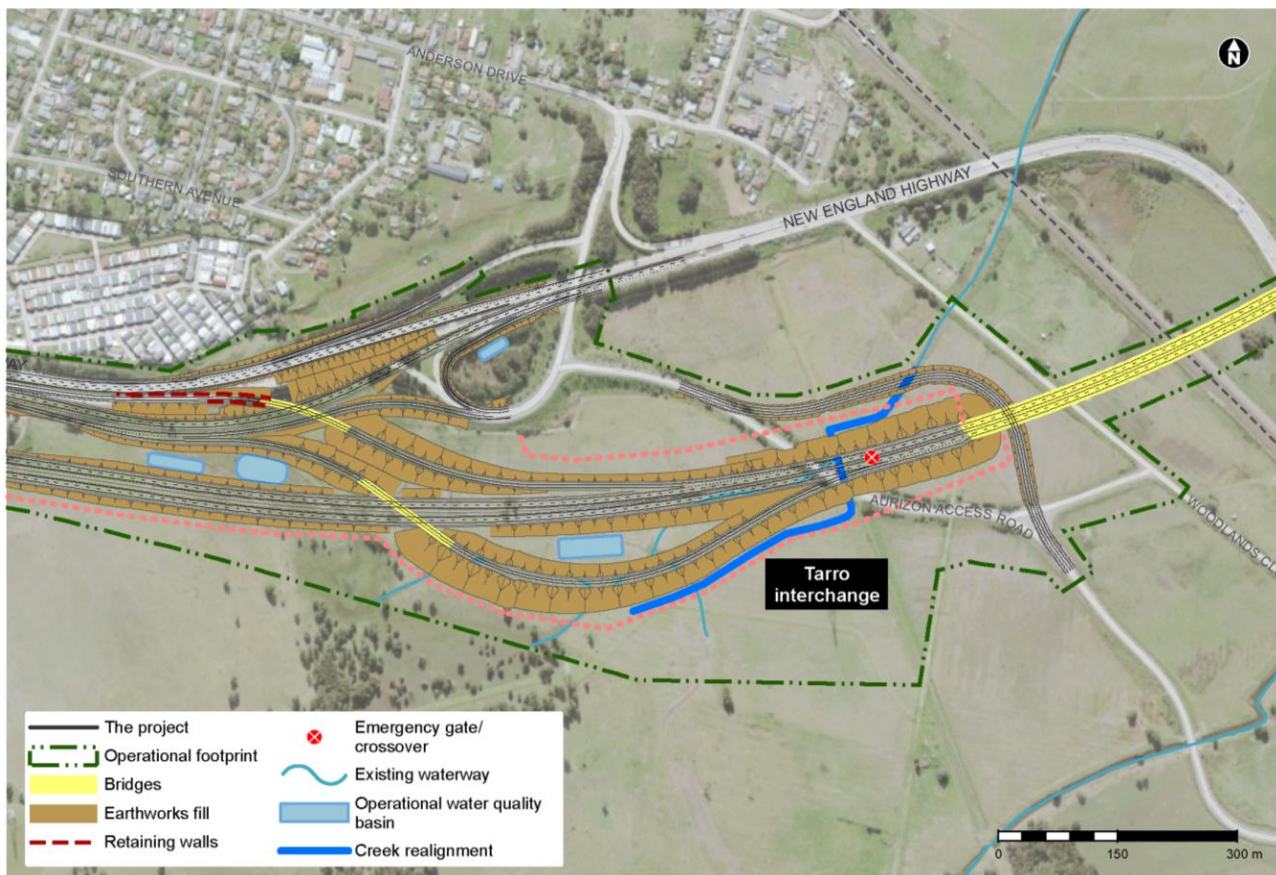 ANDERSON DRIVE
SOUTHERN AVENUE
N
NEW ENGLAND HIGHWAY
WAY
AURIZON ACCESS ROAD
WOODLANDS CL
Tarro
interchange
The project
Operational footprint
Bridges
Earthworks fill
Retaining walls
Emergency gate/
crossover
Existing waterway
Operational water quality
basin
Creek realignment
0 150 300 m